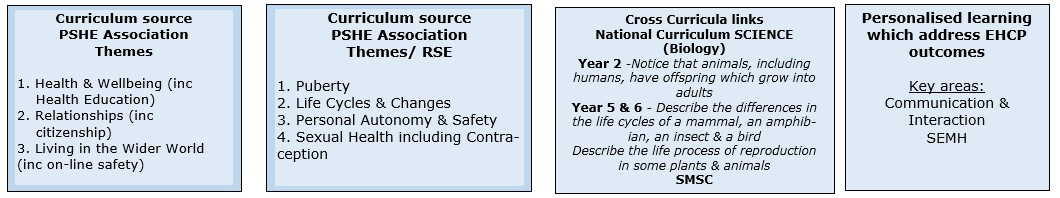 Curriculum source
PSHE Association
Themes
1. Health & Wellbeing (inc
Health Education)
2. Relationships (inc
citizenship)
3. Living in the Wider World
(inc on-line safety)
Curriculum source
PSHE Association
Themes/ RSE
1. Puberty
2. Life Cycles & Changes
3. Personal Autonomy & Safety
4. Sexual Health including Contra-
ception
Cross Curricula links
National Curriculum SCIENCE
(Biology)
Year 2 -Notice that animals, including
humans, have offspring which grow into
adults
Year 5 & 6 - Describe the differences in
the life cycles of a mammal, an amphib-
ian, an insect & a bird
Describe the life process of reproduction
in some plants & animals
SMSC
Personalised learning
which address EHCP
outcomes
Key areas:
Communication &
Interaction
SEMH